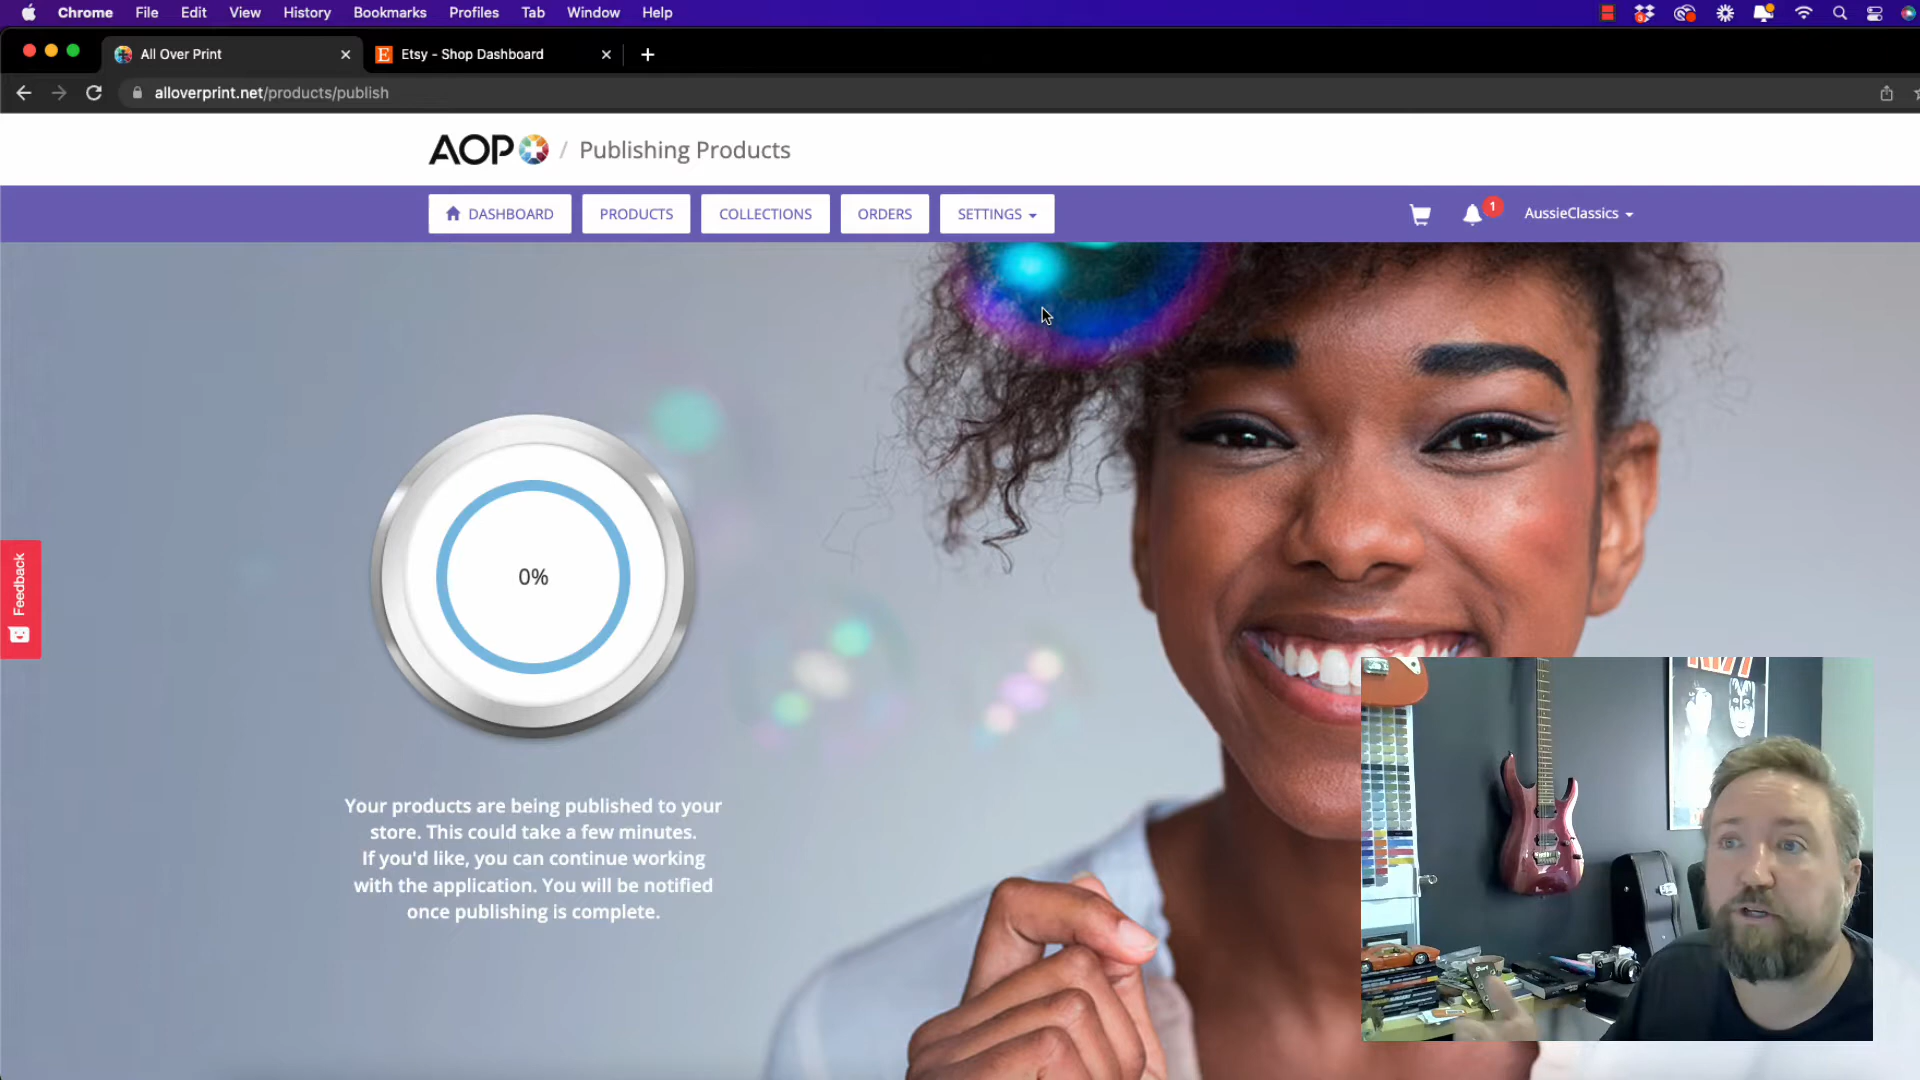 Chrome File Edit View History Bookmarks Profiles Tab Window Help
All Over Print
Etsy - Shop Dashboard
alloverprint.net/products/publish
AOP / Publishing Products
DASHBOARD PRODUCTS COLLECTIONS ORDERS SETTINGS
1
AussieClassics
Feedback
0%
Your products are being published to your
store. This could take a few minutes.
If you'd like, you can continue working
with the application. You will be notified
once publishing is complete.